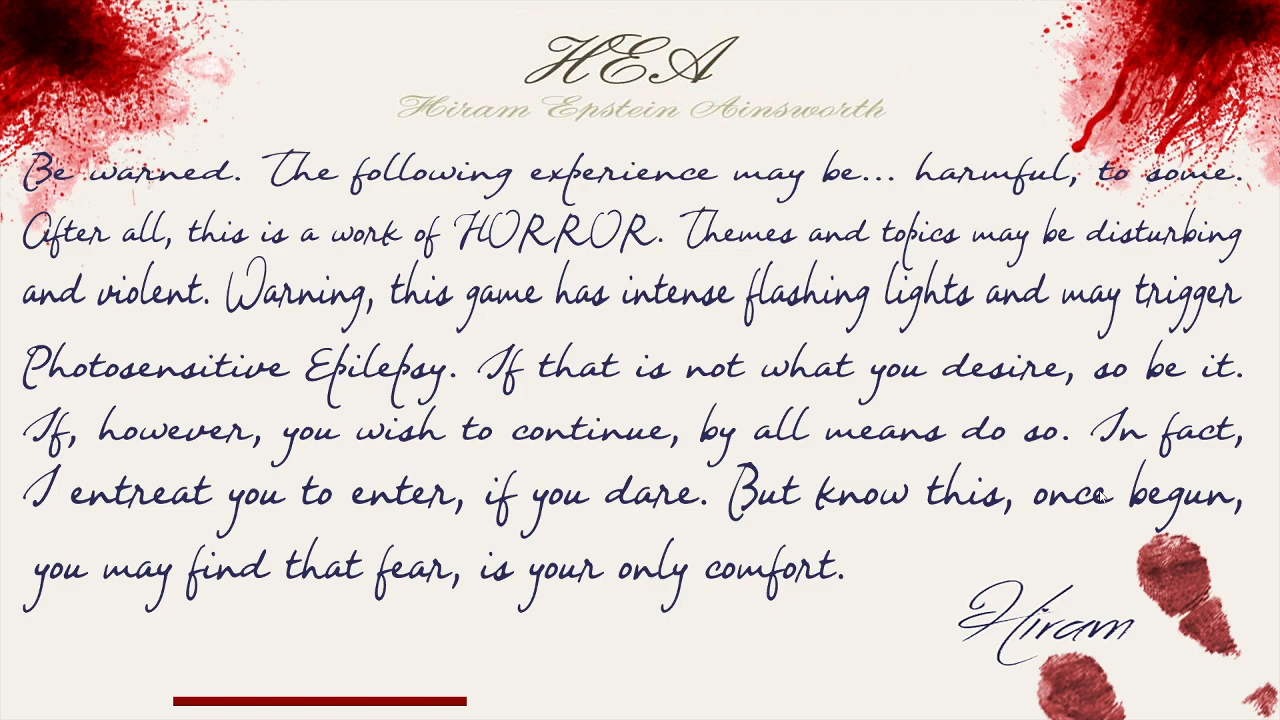 HEA
Hiram Epstein Ainsworth
Be warned. The following experience may be... harmful, to some.
After all, this is a work of HORROR. Themes and topics may be disturbing
and violent. Warning, this game has intense flashing lights and may trigger
Photosensitive Epilepsy. If that is not what you desire, so be it.
If, however, you wish to continue, by all means do so. In fact,
I entreat you to enter, if you dare. But know this, once begun,
you may find that fear, is your only comfort.
Hiram